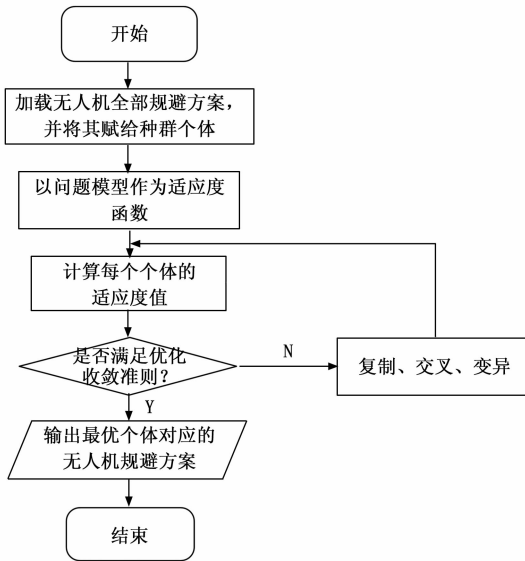 开始
加载无人机全部规避方案，
并将其赋给种群个体
以问题模型作为适应度
函数
计算每个个体的
适应度值
是否满足优化
收敛准则？
N
复制、交叉、变异
Y
输出最优个体对应的
无人机规避方案
结束